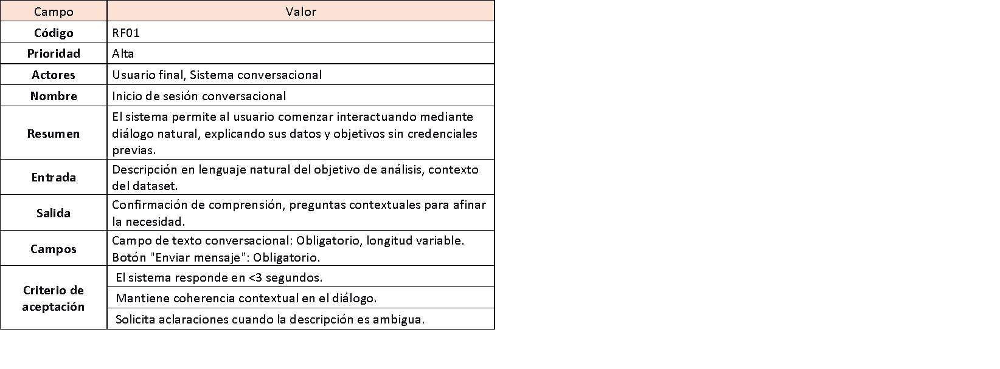 Campo Valor
Código RF01
Prioridad Alta
Actores Usuario final, Sistema conversacional
Nombre Inicio de sesión conversacional
Resumen
El sistema permite al usuario comenzar interactuando mediante
diálogo natural, explicando sus datos y objetivos sin credenciales
previas.
Entrada
Descripción en lenguaje natural del objetivo de análisis, contexto
del dataset.
Salida
Confirmación de comprensión, preguntas contextuales para afinar
la necesidad.
Campos
Campo de texto conversacional: Obligatorio, longitud variable.
Botón "Enviar mensaje": Obligatorio.
Criterio de
aceptación
El sistema responde en <3 segundos.
Mantiene coherencia contextual en el diálogo.
Solicita aclaraciones cuando la descripción es ambigua.